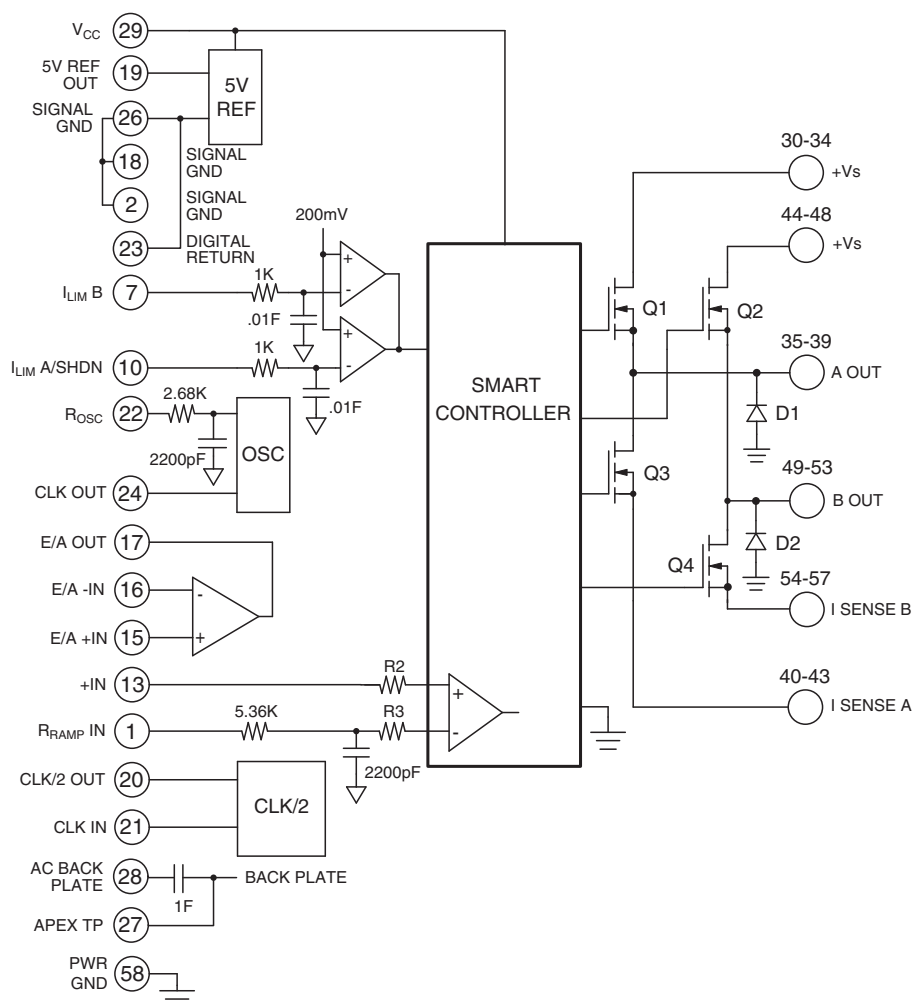 V_CC 29
5V REF
OUT 19
5V
REF
SIGNAL
GND 26
18 SIGNAL
GND
2 SIGNAL
GND
23 DIGITAL
RETURN
200mV
+
-
I_LIM B 7
1K
.01F
+
-
I_LIM A/SHDN 10
1K
.01F
R_OSC 22
2.68K
2200pF
OSC
CLK OUT 24
E/A OUT 17
E/A -IN 16
-
E/A +IN 15
+
+IN 13
R2
+
R_RAMP IN 1
5.36K
R3
-
2200pF
CLK/2 OUT 20
CLK/2
CLK IN 21
AC BACK
PLATE 28
1F
BACK PLATE
APEX TP 27
PWR
GND 58
SMART
CONTROLLER
30-34
+Vs
44-48
+Vs
Q1
Q2
35-39
A OUT
D1
Q3
49-53
B OUT
D2
Q4
54-57
I SENSE B
40-43
I SENSE A